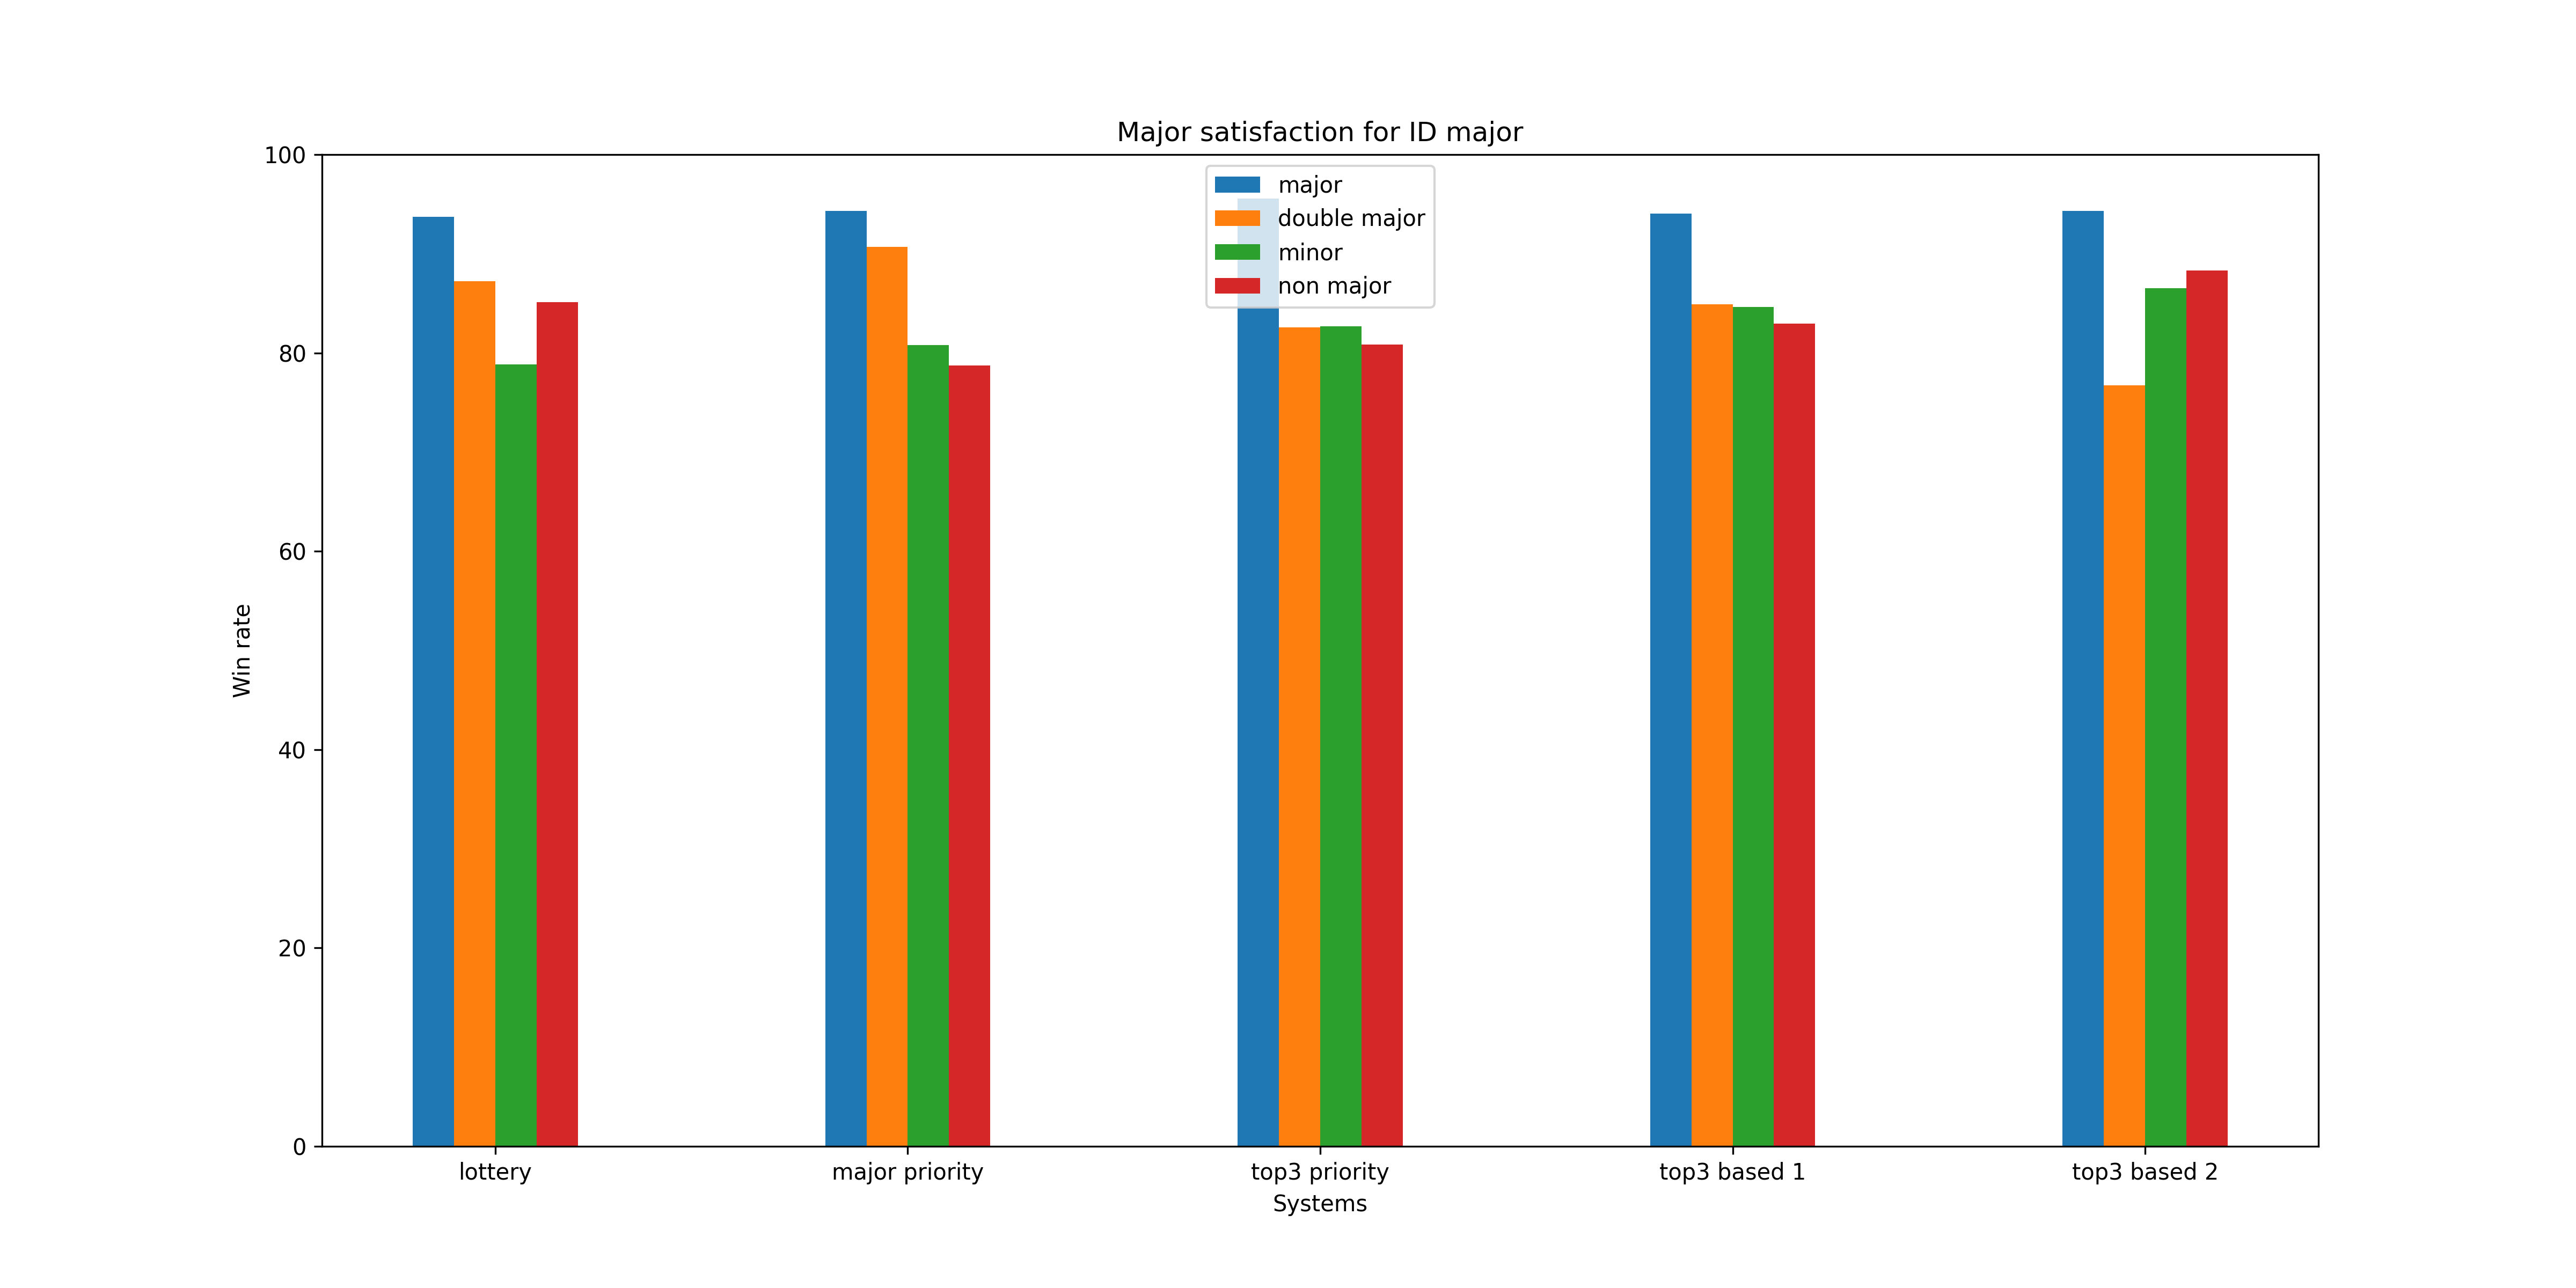 Major satisfaction for ID major
major
double major
minor
non major
100
80
60
40
20
0
Win rate
lottery
major priority
top3 priority
top3 based 1
top3 based 2
Systems